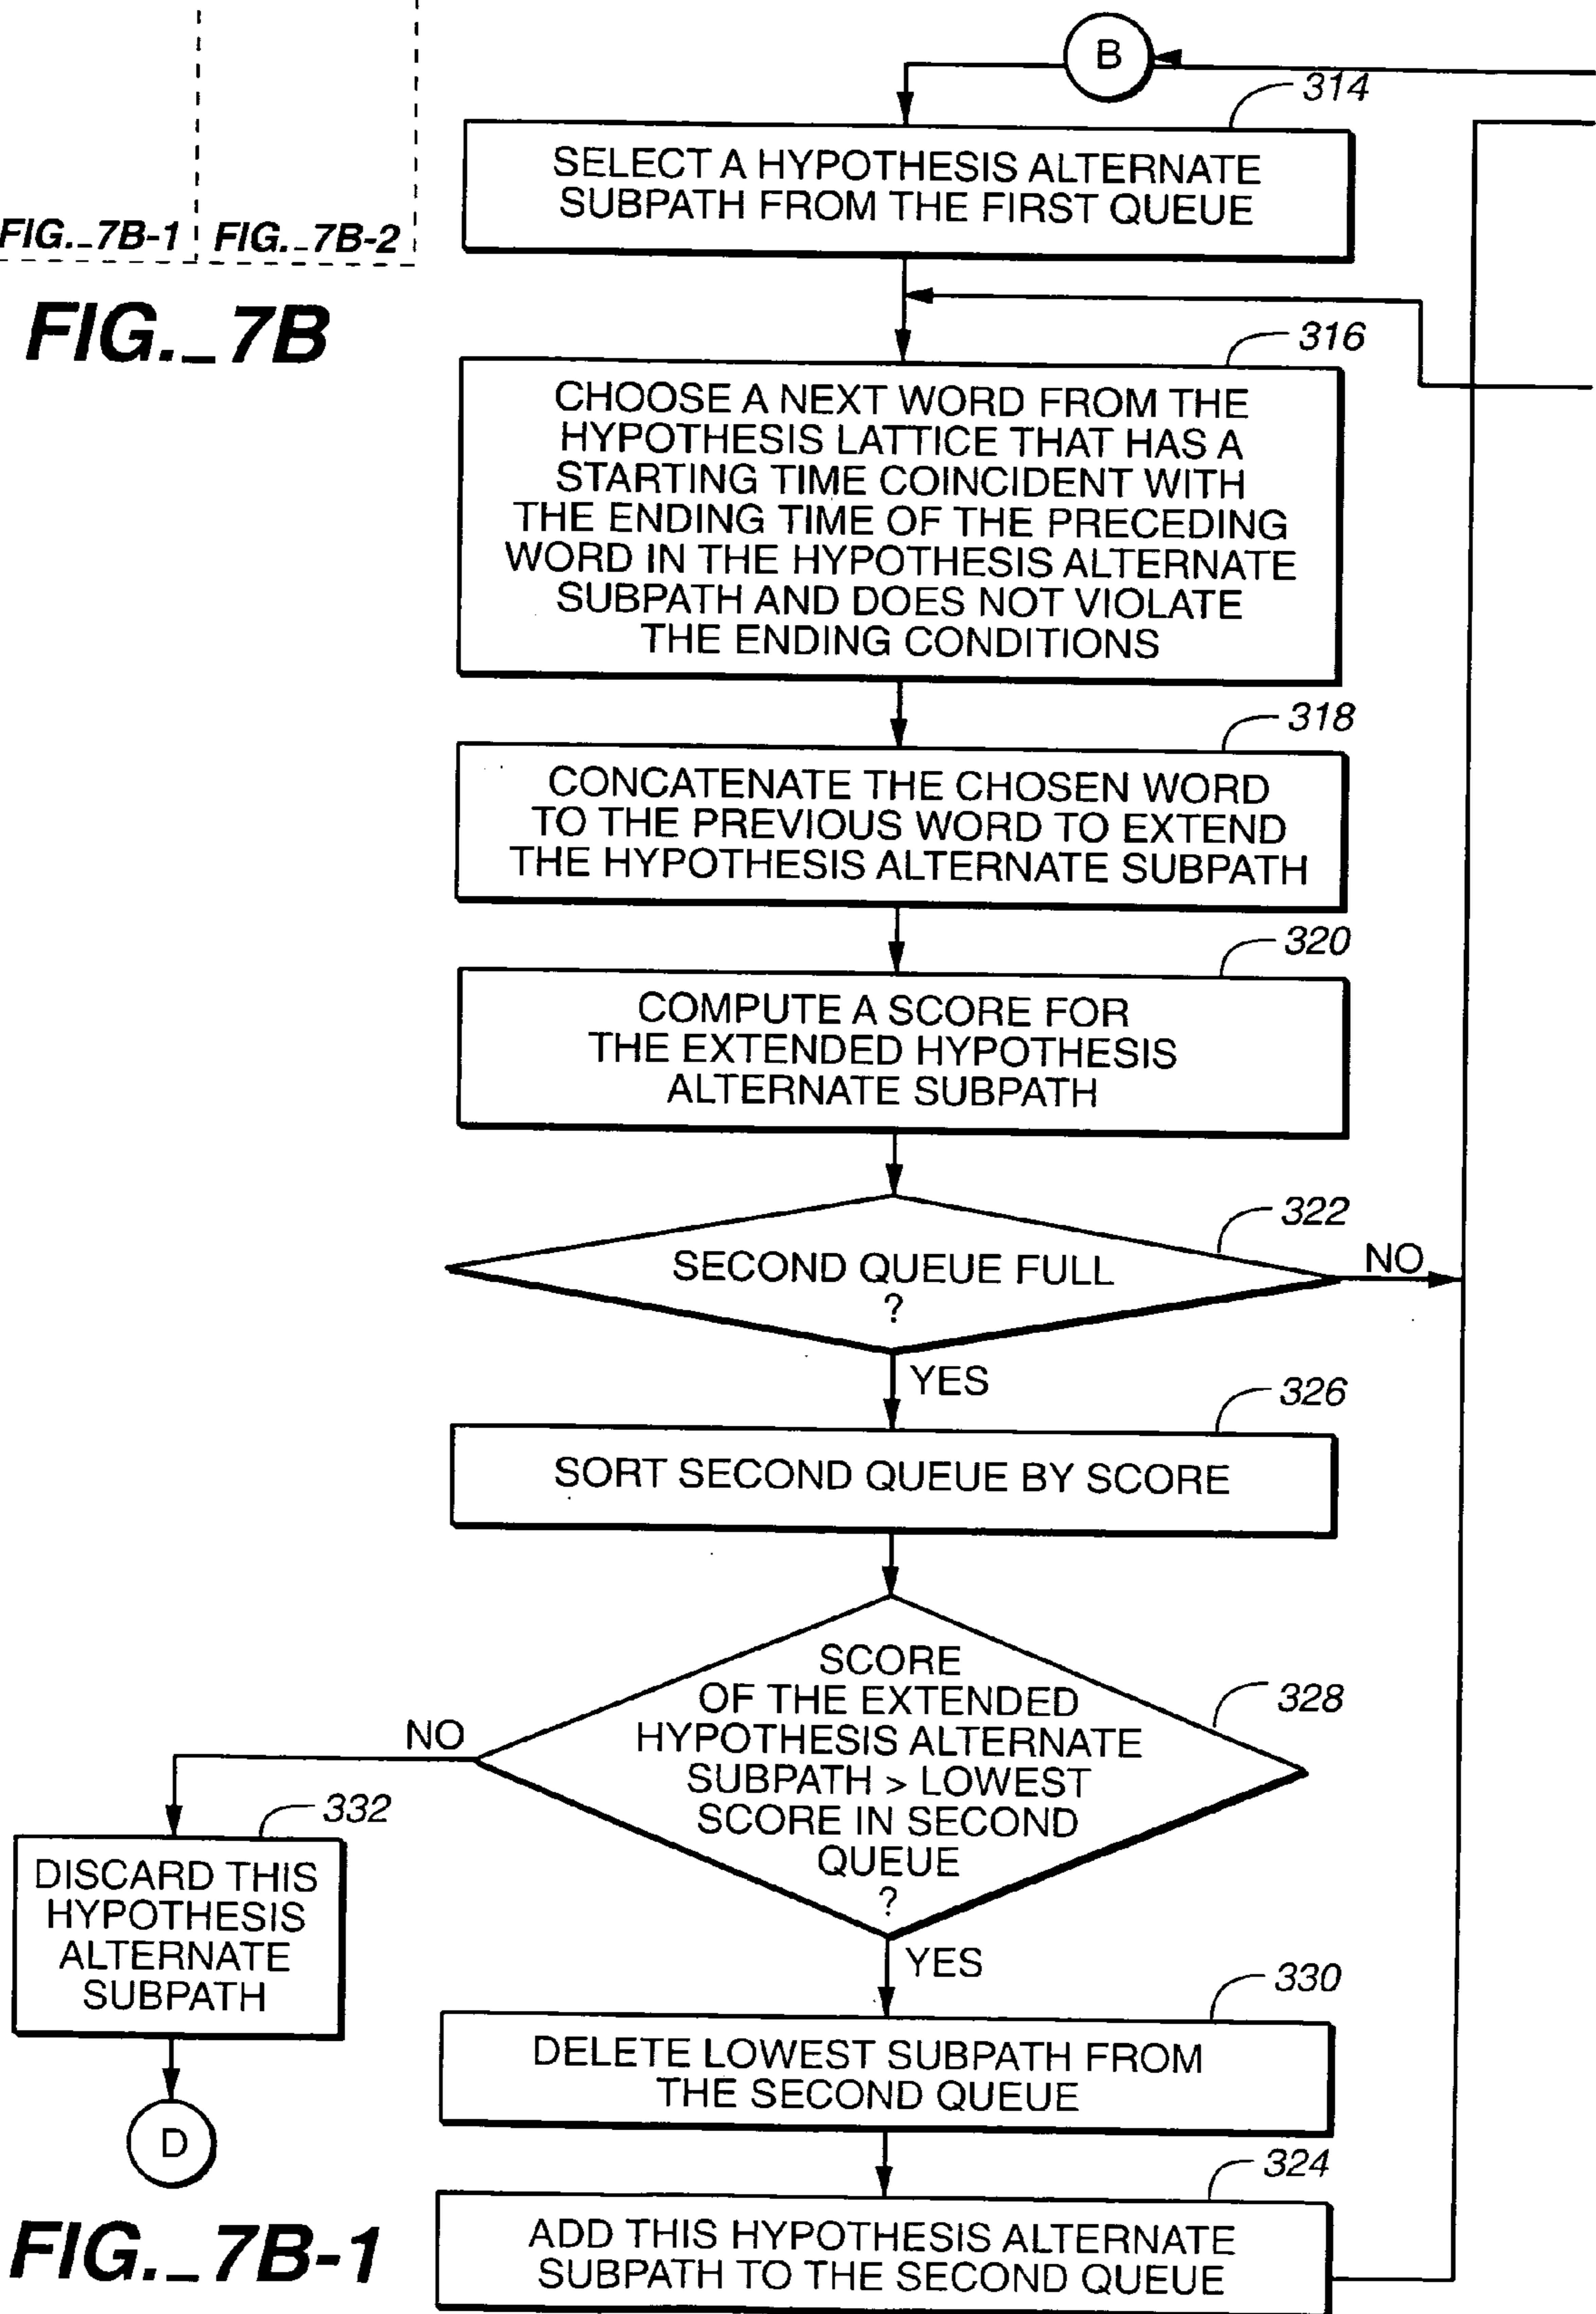 B
314
SELECT A HYPOTHESIS ALTERNATE
SUBPATH FROM THE FIRST QUEUE
FIG._7B-1
FIG._7B-2
FIG._7B
316
CHOOSE A NEXT WORD FROM THE
HYPOTHESIS LATTICE THAT HAS A
STARTING TIME COINCIDENT WITH
THE ENDING TIME OF THE PRECEDING
WORD IN THE HYPOTHESIS ALTERNATE
SUBPATH AND DOES NOT VIOLATE
THE ENDING CONDITIONS
318
CONCATENATE THE CHOSEN WORD
TO THE PREVIOUS WORD TO EXTEND
THE HYPOTHESIS ALTERNATE SUBPATH
320
COMPUTE A SCORE FOR
THE EXTENDED HYPOTHESIS
ALTERNATE SUBPATH
322
SECOND QUEUE FULL
?
NO
YES
326
SORT SECOND QUEUE BY SCORE
328
SCORE
OF THE EXTENDED
HYPOTHESIS ALTERNATE
SUBPATH > LOWEST
SCORE IN SECOND
QUEUE
?
NO
332
DISCARD THIS
HYPOTHESIS
ALTERNATE
SUBPATH
D
YES
330
DELETE LOWEST SUBPATH FROM
THE SECOND QUEUE
324
ADD THIS HYPOTHESIS ALTERNATE
SUBPATH TO THE SECOND QUEUE
FIG._7B-1